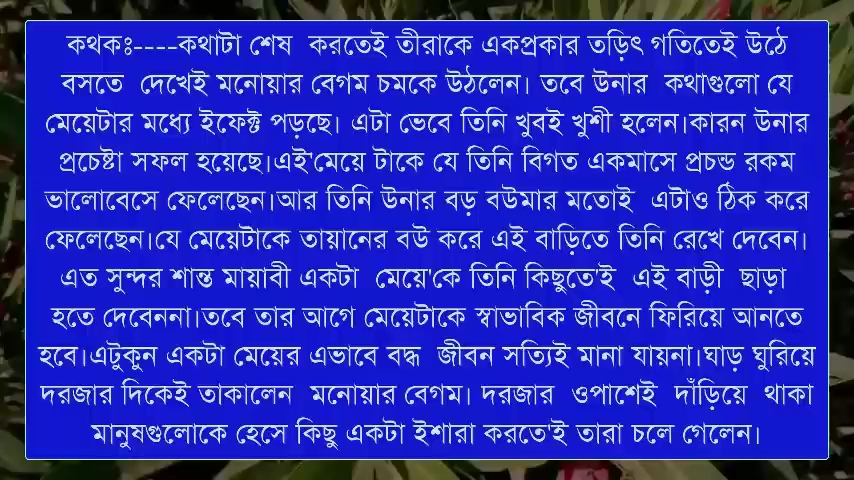 কথকঃ----কথাটা শেষ করতেই তীরাকে একপ্রকার তড়িৎ গতিতেই উঠে
বসতে দেখেই মনোয়ার বেগম চমকে উঠলেন। তবে উনার কথাগুলো যে
মেয়েটার মধ্যে ইফেক্ট পড়ছে। এটা ভেবে তিনি খুবই খুশী হলেন।কারন উনার
প্রচেষ্টা সফল হয়েছে।এই'মেয়ে টাকে যে তিনি বিগত একমাসে প্রচন্ড রকম
ভালোবেসে ফেলেছেন।আর তিনি উনার বড় বউমার মতোই এটাও ঠিক করে
ফেলেছেন।যে মেয়েটাকে তায়ানের বউ করে এই বাড়িতে তিনি রেখে দেবেন।
এত সুন্দর শান্ত মায়াবী একটা মেয়ে'কে তিনি কিছুতে'ই এই বাড়ী ছাড়া
হতে দেবেননা।তবে তার আগে মেয়েটাকে স্বাভাবিক জীবনে ফিরিয়ে আনতে
হবে।এটুকুন একটা মেয়ের এভাবে বদ্ধ জীবন সত্যিই মানা যায়না।ঘাড় ঘুরিয়ে
দরজার দিকেই তাকালেন মনোয়ার বেগম। দরজার ওপাশেই দাঁড়িয়ে থাকা
মানুষগুলোকে হেসে কিছু একটা ইশারা করতে'ই তারা চলে গেলেন।